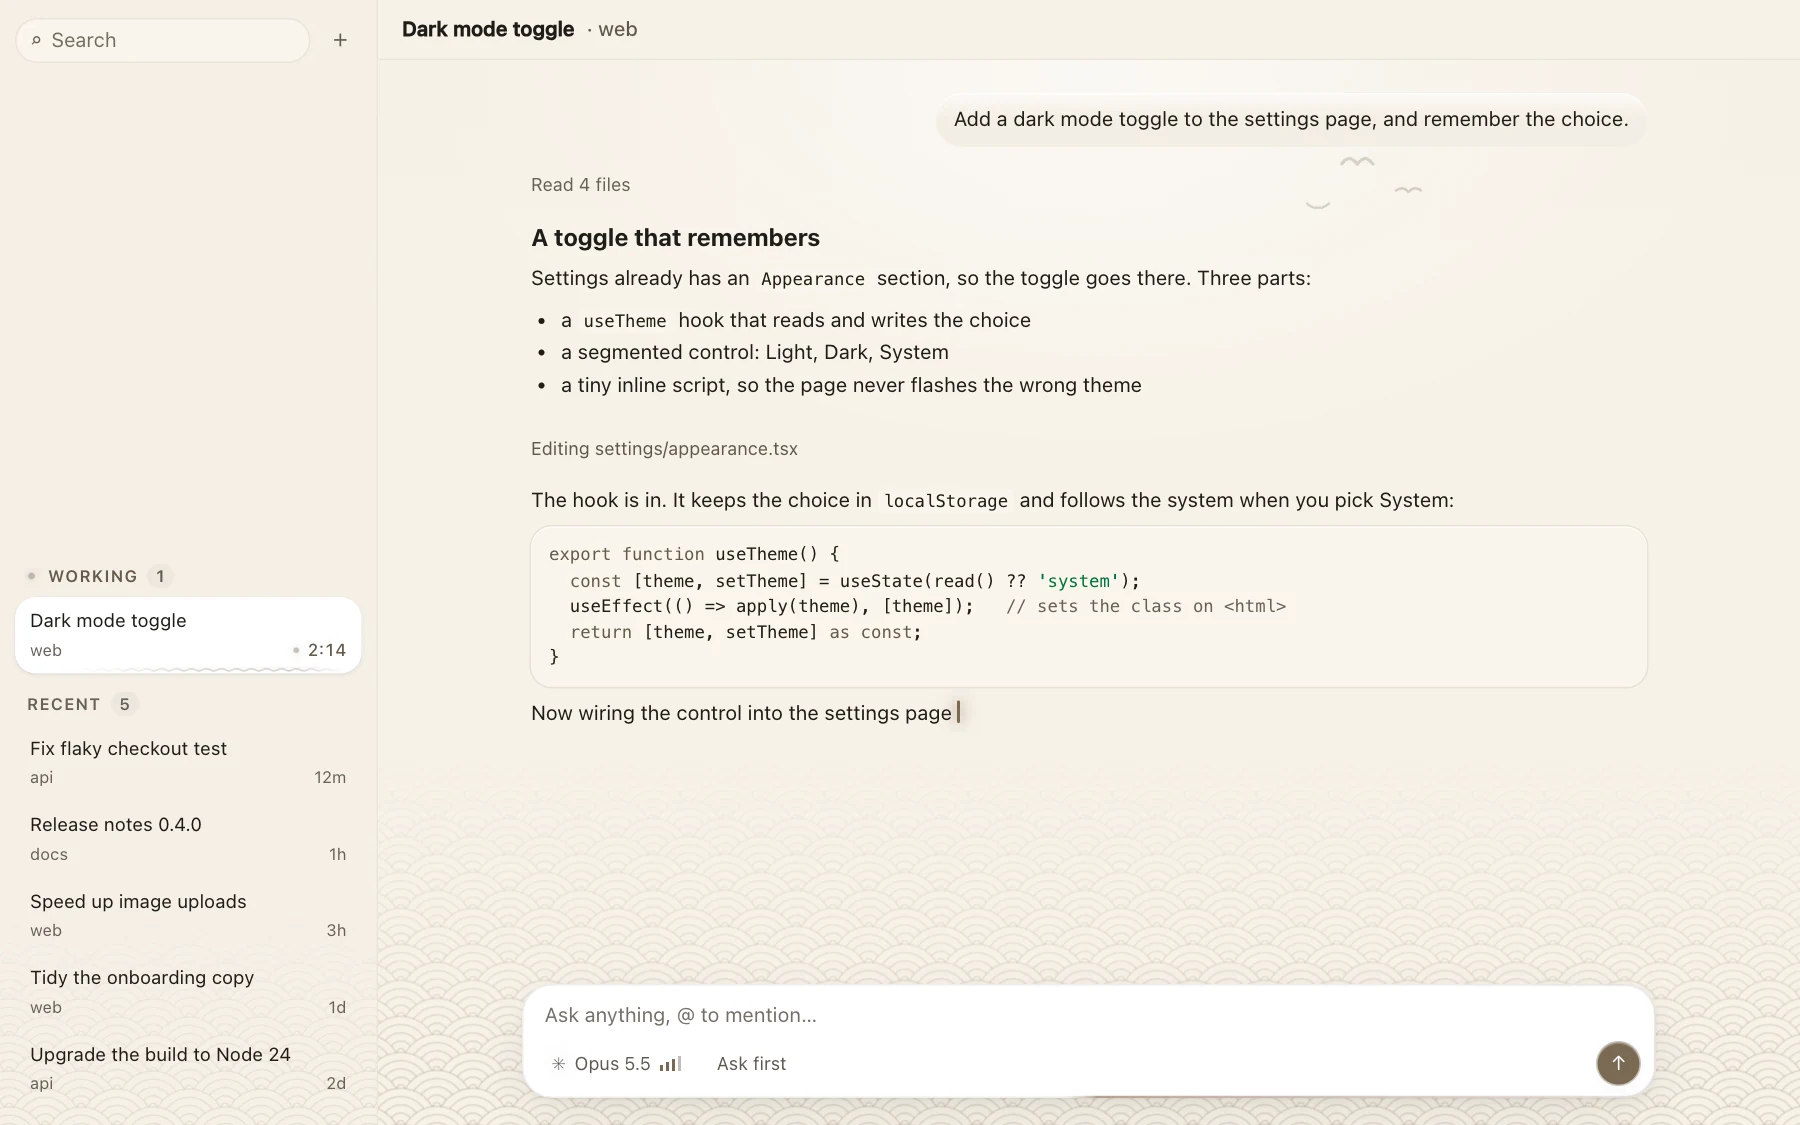 Search
+
WORKING 1
Dark mode toggle
web
2:14
RECENT 5
Fix flaky checkout test
api
12m
Release notes 0.4.0
docs
1h
Speed up image uploads
web
3h
Tidy the onboarding copy
web
1d
Upgrade the build to Node 24
api
2d
Dark mode toggle · web
Add a dark mode toggle to the settings page, and remember the choice.
Read 4 files
A toggle that remembers
Settings already has an Appearance section, so the toggle goes there. Three parts:
• a useTheme hook that reads and writes the choice
• a segmented control: Light, Dark, System
• a tiny inline script, so the page never flashes the wrong theme
Editing settings/appearance.tsx
The hook is in. It keeps the choice in localStorage and follows the system when you pick System:
export function useTheme() {
  const [theme, setTheme] = useState(read() ?? 'system');
  useEffect(() => apply(theme), [theme]);   // sets the class on <html>
  return [theme, setTheme] as const;
}
Now wiring the control into the settings page
Ask anything, @ to mention...
Opus 5.5
Ask first